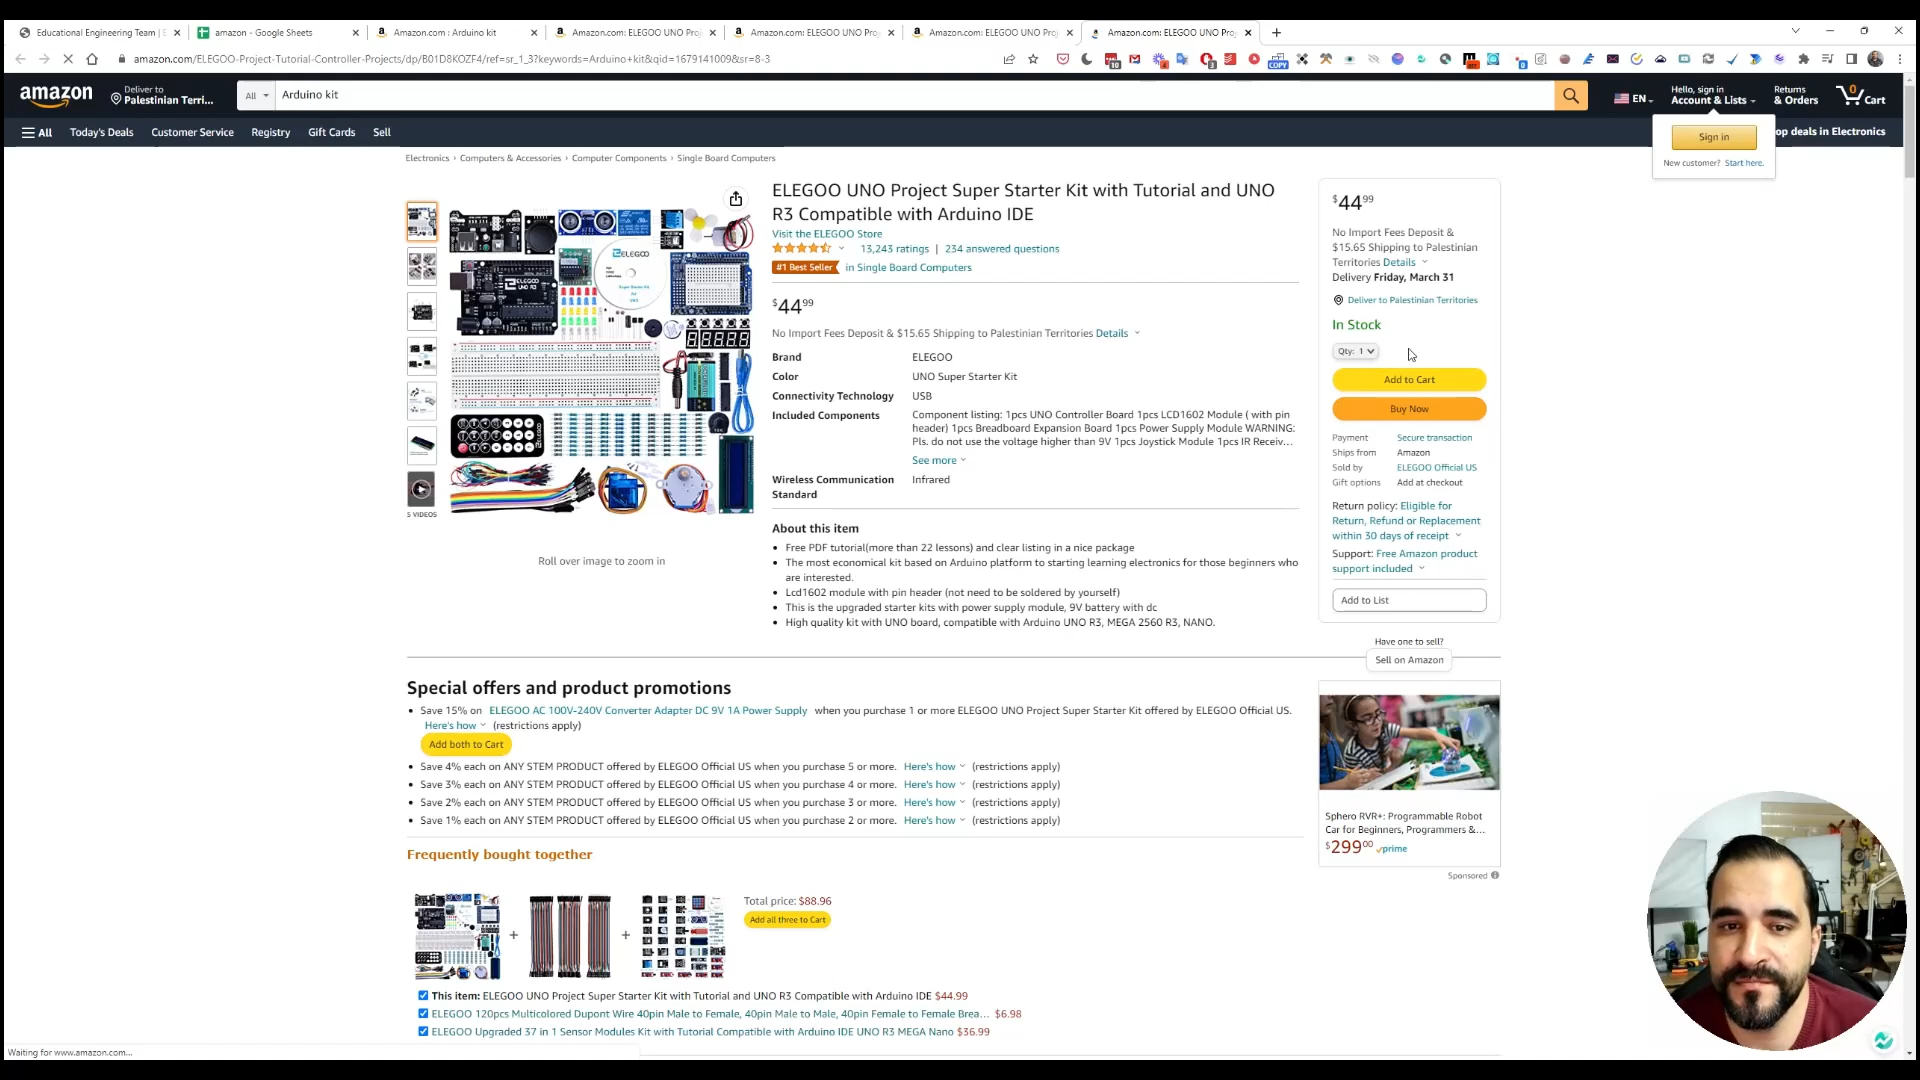 Educational Engineering Team |
amazon - Google Sheets
Amazon.com : Arduino kit
Amazon.com: ELEGOO UNO Proj
Amazon.com: ELEGOO UNO Proj
Amazon.com: ELEGOO UNO Proj
Amazon.com: ELEGOO UNO Proj
amazon.com/ELEGOO-Project-Tutorial-Controller-Projects/dp/B01D8KOZF4/ref=sr_1_3?keywords=Arduino+kit&qid=1679141009&sr=8-3
COPY
amazon
Deliver to
Palestinian Terri...
All
Arduino kit
EN
Hello, sign in
Account & Lists
Returns
& Orders
0
Cart
All
Today's Deals
Customer Service
Registry
Gift Cards
Sell
op deals in Electronics
Sign in
New customer? Start here.
Electronics › Computers & Accessories › Computer Components › Single Board Computers
ELEGOO UNO Project Super Starter Kit with Tutorial and UNO
R3 Compatible with Arduino IDE
Visit the ELEGOO Store
13,243 ratings | 234 answered questions
#1 Best Seller in Single Board Computers
$44 99
No Import Fees Deposit & $15.65 Shipping to Palestinian Territories Details
Brand ELEGOO
Color UNO Super Starter Kit
Connectivity Technology USB
Included Components Component listing: 1pcs UNO Controller Board 1pcs LCD1602 Module ( with pin
header) 1pcs Breadboard Expansion Board 1pcs Power Supply Module WARNING:
Pls. do not use the voltage higher than 9V 1pcs Joystick Module 1pcs IR Receiv...
See more
Wireless Communication Infrared
Standard
About this item
• Free PDF tutorial(more than 22 lessons) and clear listing in a nice package
• The most economical kit based on Arduino platform to starting learning electronics for those beginners who
are interested.
• Lcd1602 module with pin header (not need to be soldered by yourself)
• This is the upgraded starter kits with power supply module, 9V battery with dc
• High quality kit with UNO board, compatible with Arduino UNO R3, MEGA 2560 R3, NANO.
ELEGOO
Super Starter Kit
ELEGOO
UNO R3
5 VIDEOS
Roll over image to zoom in
$44 99
No Import Fees Deposit &
$15.65 Shipping to Palestinian
Territories Details
Delivery Friday, March 31
Deliver to Palestinian Territories
In Stock
Qty: 1
Add to Cart
Buy Now
Payment Secure transaction
Ships from Amazon
Sold by ELEGOO Official US
Gift options Add at checkout
Return policy: Eligible for
Return, Refund or Replacement
within 30 days of receipt
Support: Free Amazon product
support included
Add to List
Have one to sell?
Sell on Amazon
Special offers and product promotions
• Save 15% on ELEGOO AC 100V-240V Converter Adapter DC 9V 1A Power Supply when you purchase 1 or more ELEGOO UNO Project Super Starter Kit offered by ELEGOO Official US.
Here's how (restrictions apply)
Add both to Cart
• Save 4% each on ANY STEM PRODUCT offered by ELEGOO Official US when you purchase 5 or more. Here's how (restrictions apply)
• Save 3% each on ANY STEM PRODUCT offered by ELEGOO Official US when you purchase 4 or more. Here's how (restrictions apply)
• Save 2% each on ANY STEM PRODUCT offered by ELEGOO Official US when you purchase 3 or more. Here's how (restrictions apply)
• Save 1% each on ANY STEM PRODUCT offered by ELEGOO Official US when you purchase 2 or more. Here's how (restrictions apply)
Sphero RVR+: Programmable Robot
Car for Beginners, Programmers &...
$299 00 prime
Sponsored
Frequently bought together
+
+
Total price: $88.96
Add all three to Cart
This item: ELEGOO UNO Project Super Starter Kit with Tutorial and UNO R3 Compatible with Arduino IDE $44.99
ELEGOO 120pcs Multicolored Dupont Wire 40pin Male to Female, 40pin Male to Male, 40pin Female to Female Brea... $6.98
ELEGOO Upgraded 37 in 1 Sensor Modules Kit with Tutorial Compatible with Arduino IDE UNO R3 MEGA Nano $36.99
Waiting for www.amazon.com...